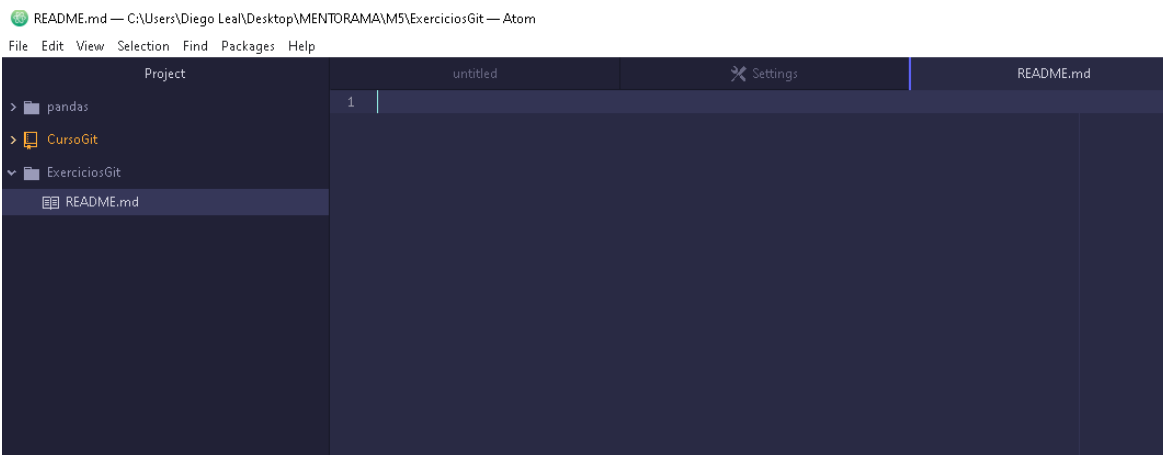 README.md — C:\Users\Diego Leal\Desktop\MENTORAMA\M5\ExerciciosGit — Atom
File Edit View Selection Find Packages Help
Project
untitled
Settings
README.md
pandas
1
CursoGit
ExerciciosGit
README.md